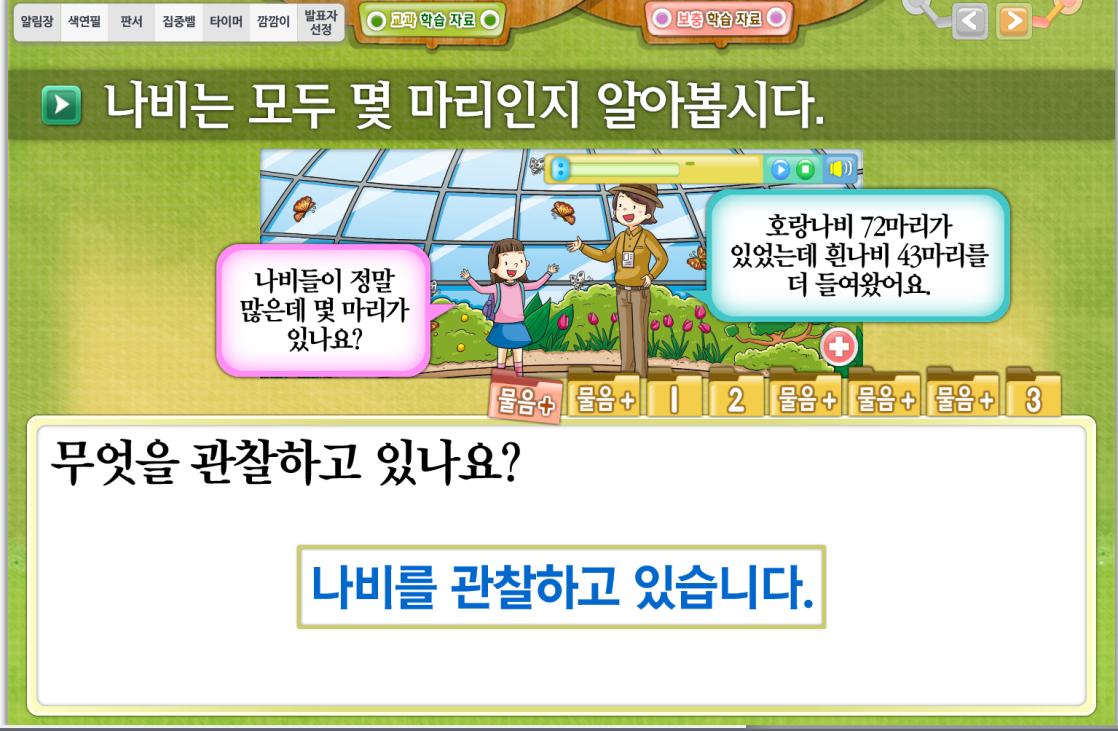 알림장 색연필 판서 집중벨 타이머 깜깜이 발표자
선정
교과 학습 자료
보충 학습 자료
나비는 모두 몇 마리인지 알아봅시다.
호랑나비 72마리가
있었는데 흰나비 43마리를
더 들여왔어요.
나비들이 정말
많은데 몇 마리가
있나요?
물음+ 물음+ 1 2 물음+ 물음+ 물음+ 3
무엇을 관찰하고 있나요?
나비를 관찰하고 있습니다.